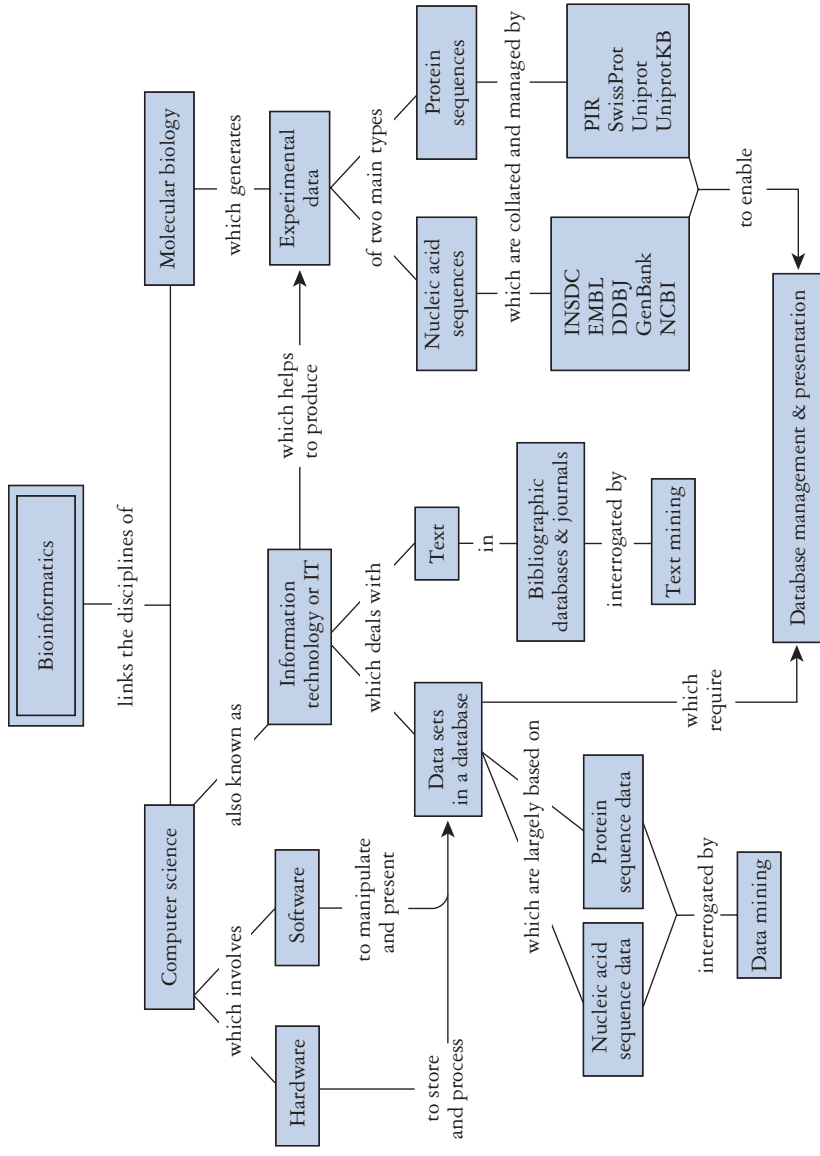 Bioinformatics
links the disciplines of
Computer science
Molecular biology
which involves
also known as
which generates
Hardware
Software
Information
technology or IT
which helps
to produce
Experimental
data
to store
and process
to manipulate
and present
which deals with
of two main types
Data sets
in a database
Text
Nucleic acid
sequences
Protein
sequences
in
which are collated and managed by
which are largely based on
Bibliographic
databases & journals
INSDC
EMBL
DDBJ
GenBank
NCBI
PIR
SwissProt
Uniprot
UniprotKB
Nucleic acid
sequence data
Protein
sequence data
interrogated by
Text mining
which
require
to enable
interrogated by
Data mining
Database management & presentation